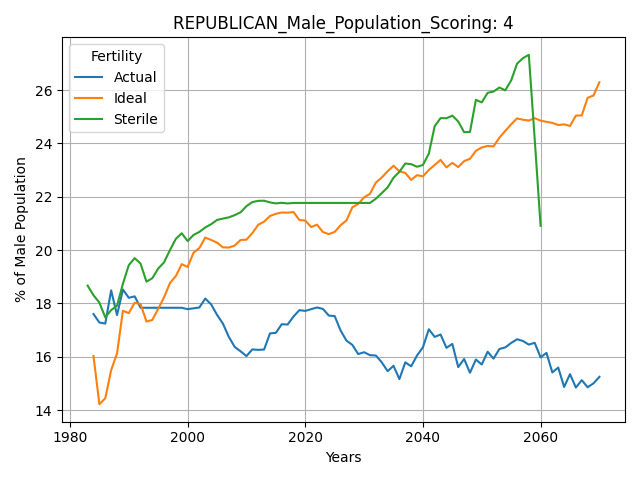 REPUBLICAN_Male_Population_Scoring: 4
Fertility
Actual
Ideal
Sterile
% of Male Population
26
24
22
20
18
16
14
1980
2000
2020
2040
2060
Years